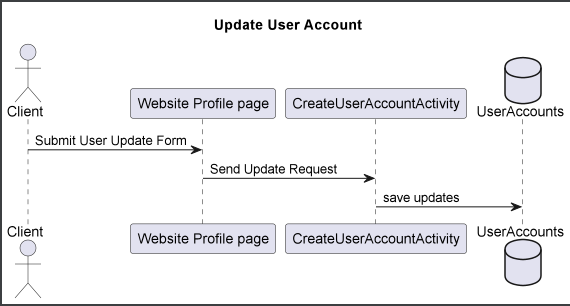 Update User Account
Client
Website Profile page
CreateUserAccountActivity
UserAccounts
Submit User Update Form
Send Update Request
save updates
Client
Website Profile page
CreateUserAccountActivity
UserAccounts